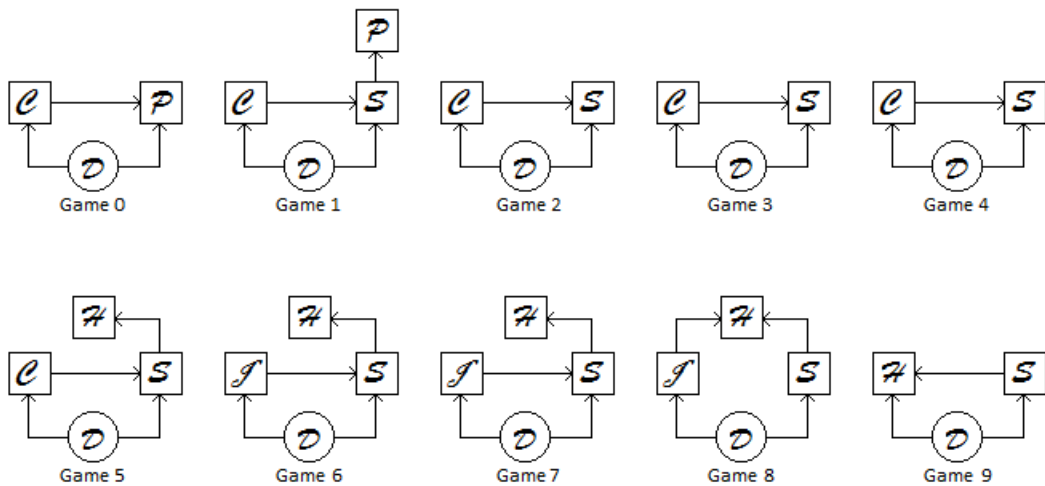 P
C P C S C S C S C S
D D D D D
Game 0 Game 1 Game 2 Game 3 Game 4
H H H H
C S J S J S J S H S
D D D D D
Game 5 Game 6 Game 7 Game 8 Game 9